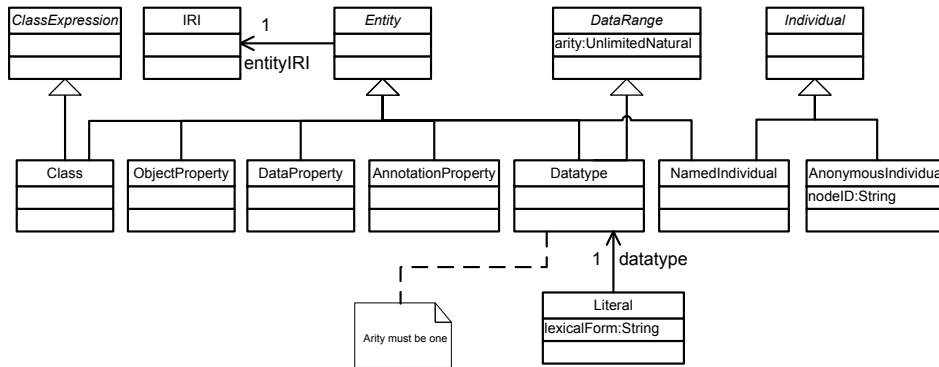 ClassExpression
IRI
Entity
DataRange
Individual
1
arity:UnlimitedNatural
entityIRI
Class
ObjectProperty
DataProperty
AnnotationProperty
Datatype
NamedIndividual
AnonymousIndividual
nodeID:String
1 datatype
Literal
lexicalForm:String
Arity must be one